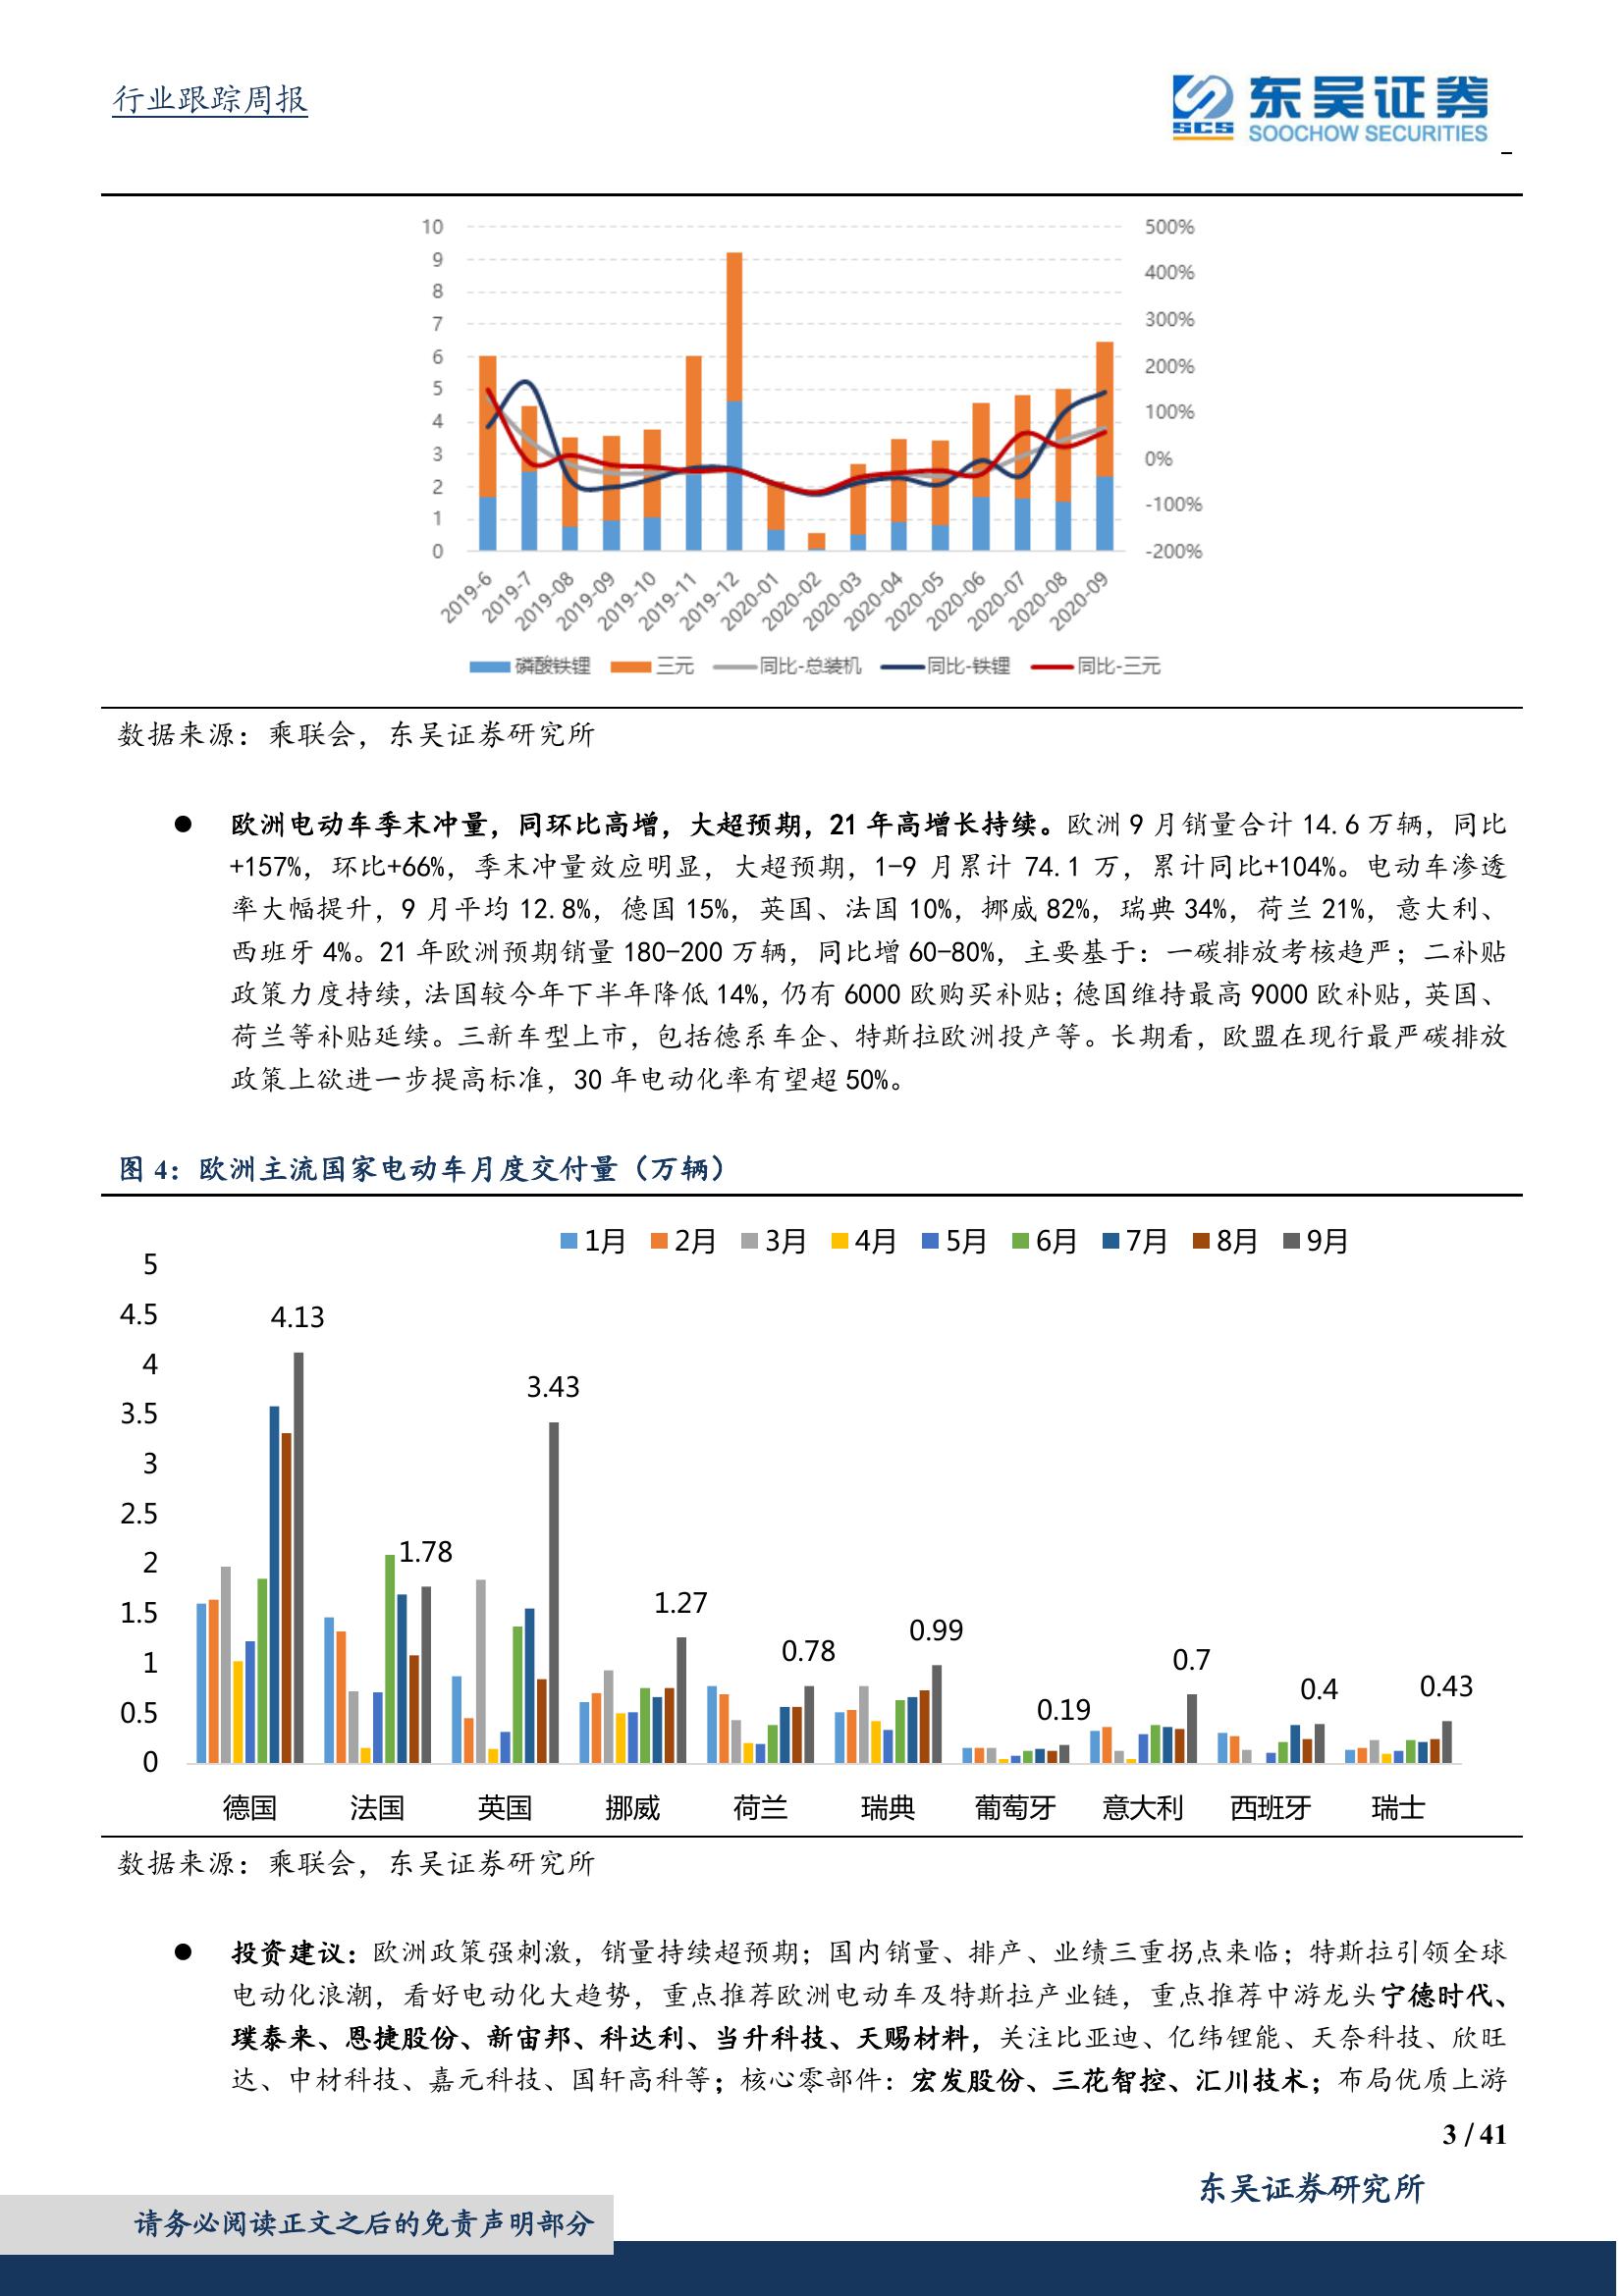 行业跟踪周报
SCS
东吴证券
SOOCHOW SECURITIES
10
9
8
7
6
5
4
3
2
1
0
500%
400%
300%
200%
100%
0%
-100%
-200%
2019-6
2019-7
2019-08
2019-09
2019-10
2019-11
2019-12
2020-01
2020-02
2020-03
2020-04
2020-05
2020-06
2020-07
2020-08
2020-09
磷酸铁锂 三元 同比-总装机 同比-铁锂 同比-三元
数据来源：乘联会，东吴证券研究所
● 欧洲电动车季末冲量，同环比高增，大超预期，21 年高增长持续。欧洲 9 月销量合计 14.6 万辆，同比
+157%，环比+66%，季末冲量效应明显，大超预期，1-9 月累计 74.1 万，累计同比+104%。电动车渗透
率大幅提升，9 月平均 12.8%，德国 15%，英国、法国 10%，挪威 82%，瑞典 34%，荷兰 21%，意大利、
西班牙 4%。21 年欧洲预期销量 180-200 万辆，同比增 60-80%，主要基于：一碳排放考核趋严；二补贴
政策力度持续，法国较今年下半年降低 14%，仍有 6000 欧购买补贴；德国维持最高 9000 欧补贴，英国、
荷兰等补贴延续。三新车型上市，包括德系车企、特斯拉欧洲投产等。长期看，欧盟在现行最严碳排放
政策上欲进一步提高标准，30 年电动化率有望超 50%。
图 4：欧洲主流国家电动车月度交付量（万辆）
1月 2月 3月 4月 5月 6月 7月 8月 9月
5
4.5
4
3.5
3
2.5
2
1.5
1
0.5
0
4.13
1.78
3.43
1.27
0.78
0.99
0.19
0.7
0.4
0.43
德国 法国 英国 挪威 荷兰 瑞典 葡萄牙 意大利 西班牙 瑞士
数据来源：乘联会，东吴证券研究所
● 投资建议：欧洲政策强刺激，销量持续超预期；国内销量、排产、业绩三重拐点来临；特斯拉引领全球
电动化浪潮，看好电动化大趋势，重点推荐欧洲电动车及特斯拉产业链，重点推荐中游龙头宁德时代、
璞泰来、恩捷股份、新宙邦、科达利、当升科技、天赐材料，关注比亚迪、亿纬锂能、天奈科技、欣旺
达、中材科技、嘉元科技、国轩高科等；核心零部件：宏发股份、三花智控、汇川技术；布局优质上游
3 / 41
东吴证券研究所
请务必阅读正文之后的免责声明部分